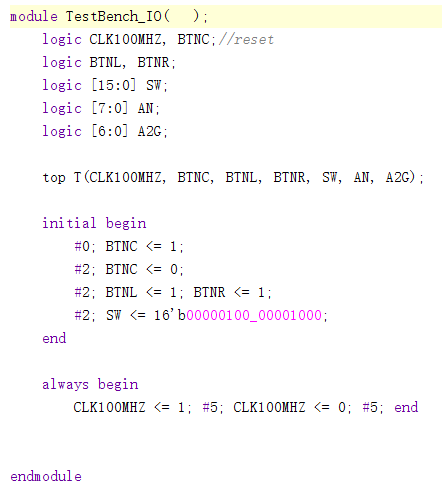 module TestBench_IO(  );
logic CLK100MHZ, BTNC;//reset
logic BTNL, BTNR;
logic [15:0] SW;
logic [7:0] AN;
logic [6:0] A2G;
top T(CLK100MHZ, BTNC, BTNL, BTNR, SW, AN, A2G);
initial begin
#0; BTNC <= 1;
#2; BTNC <= 0;
#2; BTNL <= 1; BTNR <= 1;
#2; SW <= 16'b00000100_00001000;
end
always begin
CLK100MHZ <= 1; #5; CLK100MHZ <= 0; #5; end
endmodule